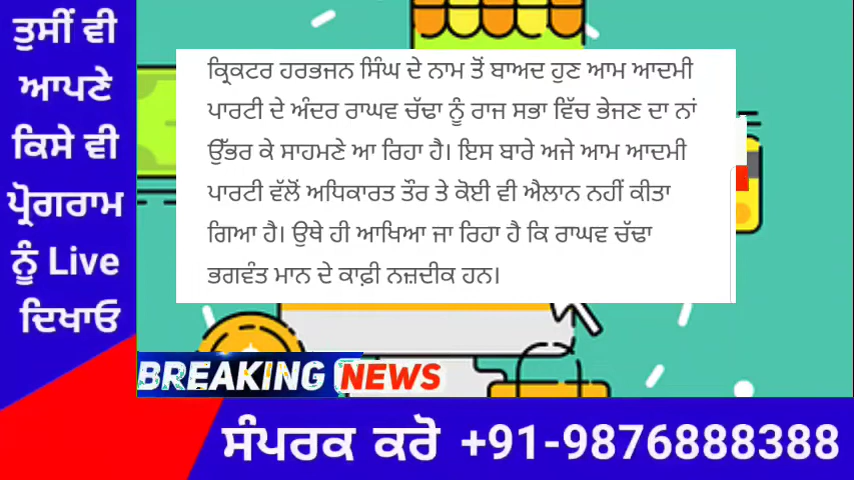 ਤੁਸੀਂ ਵੀ
ਆਪਣੇ
ਕਿਸੇ ਵੀ
ਪ੍ਰੋਗਰਾਮ
ਨੂੰ Live
ਦਿਖਾਓ
ਕ੍ਰਿਕਟਰ ਹਰਭਜਨ ਸਿੰਘ ਦੇ ਨਾਮ ਤੋਂ ਬਾਅਦ ਹੁਣ ਆਮ ਆਦਮੀ
ਪਾਰਟੀ ਦੇ ਅੰਦਰ ਰਾਘਵ ਚੱਢਾ ਨੂੰ ਰਾਜ ਸਭਾ ਵਿੱਚ ਭੇਜਣ ਦਾ ਨਾਂ
ਉੱਭਰ ਕੇ ਸਾਹਮਣੇ ਆ ਰਿਹਾ ਹੈ। ਇਸ ਬਾਰੇ ਅਜੇ ਆਮ ਆਦਮੀ
ਪਾਰਟੀ ਵੱਲੋਂ ਅਧਿਕਾਰਤ ਤੌਰ ਤੇ ਕੋਈ ਵੀ ਐਲਾਨ ਨਹੀਂ ਕੀਤਾ
ਗਿਆ ਹੈ। ਉਥੇ ਹੀ ਆਖਿਆ ਜਾ ਰਿਹਾ ਹੈ ਕਿ ਰਾਘਵ ਚੱਢਾ
ਭਗਵੰਤ ਮਾਨ ਦੇ ਕਾਫ਼ੀ ਨਜ਼ਦੀਕ ਹਨ।
BREAKING NEWS
ਸੰਪਰਕ ਕਰੋ +91-9876888388